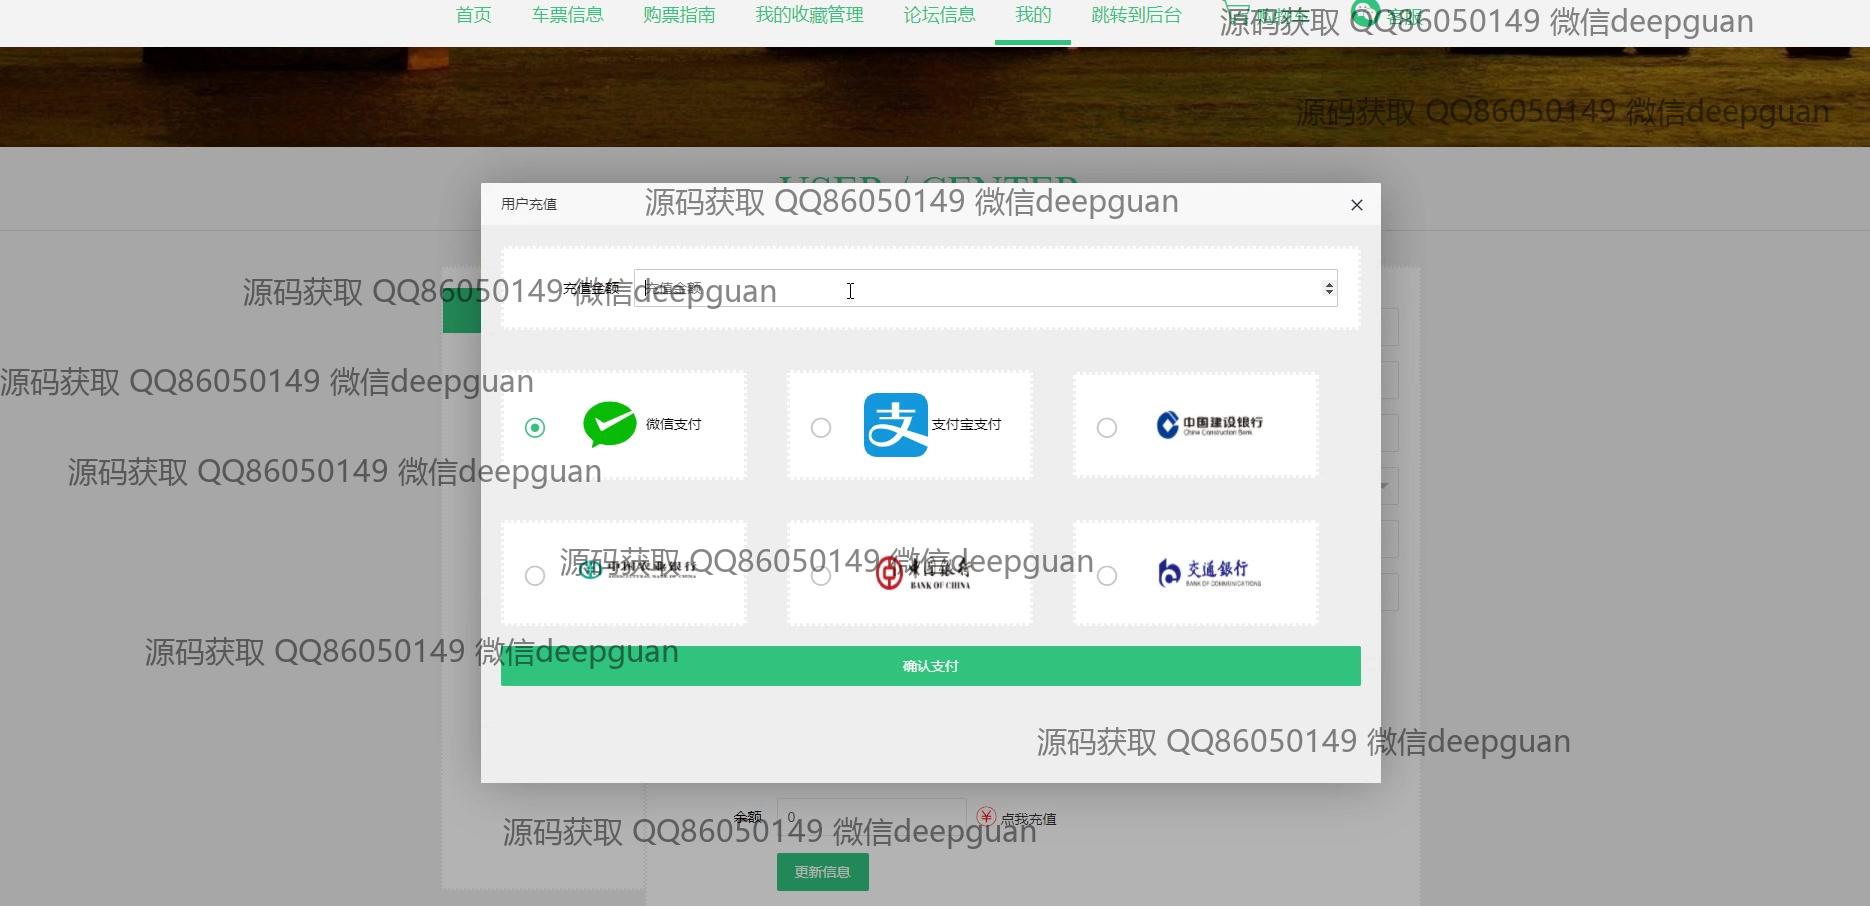 首页 车票信息 购票指南 我的收藏管理 论坛信息 我的 跳转到后台 购物车 客服
源码获取 QQ86050149 微信deepguan
源码获取 QQ86050149 微信deepguan
USER / CENTER
用户充值
源码获取 QQ86050149 微信deepguan
充值金额 充值金额
源码获取 QQ86050149 微信deepguan
源码获取 QQ86050149 微信deepguan
微信支付 支 支付宝支付 中国建设银行
China Construction Bank
源码获取 QQ86050149 微信deepguan
源码获取 QQ86050149 微信deepguan
中国农业银行 中国银行 交通银行
AGRICULTURAL BANK OF CHINA BANK OF CHINA BANK OF COMMUNICATIONS
源码获取 QQ86050149 微信deepguan
确认支付
源码获取 QQ86050149 微信deepguan
余额 0 ¥ 点我充值
源码获取 QQ86050149 微信deepguan
更新信息